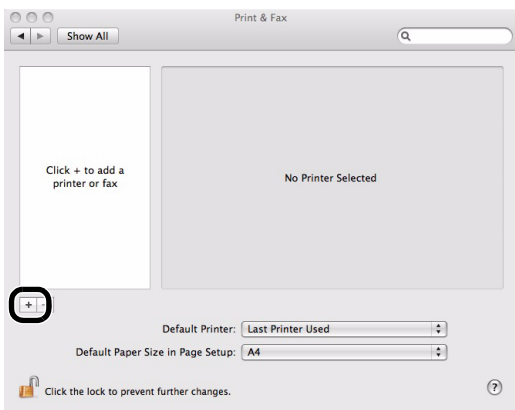 Print & Fax
Show All
Click + to add a
printer or fax
No Printer Selected
+ -
Default Printer: Last Printer Used
Default Paper Size in Page Setup: A4
Click the lock to prevent further changes.
?